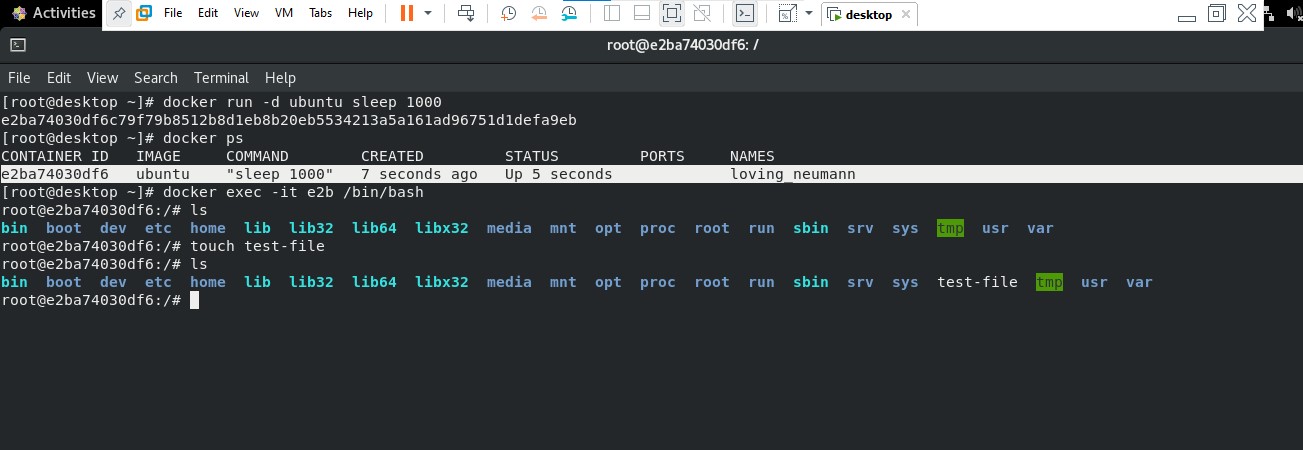 Activities File Edit View VM Tabs Help desktop
root@e2ba74030df6: /
File Edit View Search Terminal Help
[root@desktop ~]# docker run -d ubuntu sleep 1000
e2ba74030df6c79f79b8512b8d1eb8b20eb5534213a5a161ad96751d1defa9eb
[root@desktop ~]# docker ps
CONTAINER ID   IMAGE     COMMAND        CREATED         STATUS         PORTS     NAMES
e2ba74030df6   ubuntu    "sleep 1000"   7 seconds ago   Up 5 seconds             loving_neumann
[root@desktop ~]# docker exec -it e2b /bin/bash
root@e2ba74030df6:/# ls
bin  boot  dev  etc  home  lib  lib32  lib64  libx32  media  mnt  opt  proc  root  run  sbin  srv  sys  tmp  usr  var
root@e2ba74030df6:/# touch test-file
root@e2ba74030df6:/# ls
bin  boot  dev  etc  home  lib  lib32  lib64  libx32  media  mnt  opt  proc  root  run  sbin  srv  sys  test-file  tmp  usr  var
root@e2ba74030df6:/#